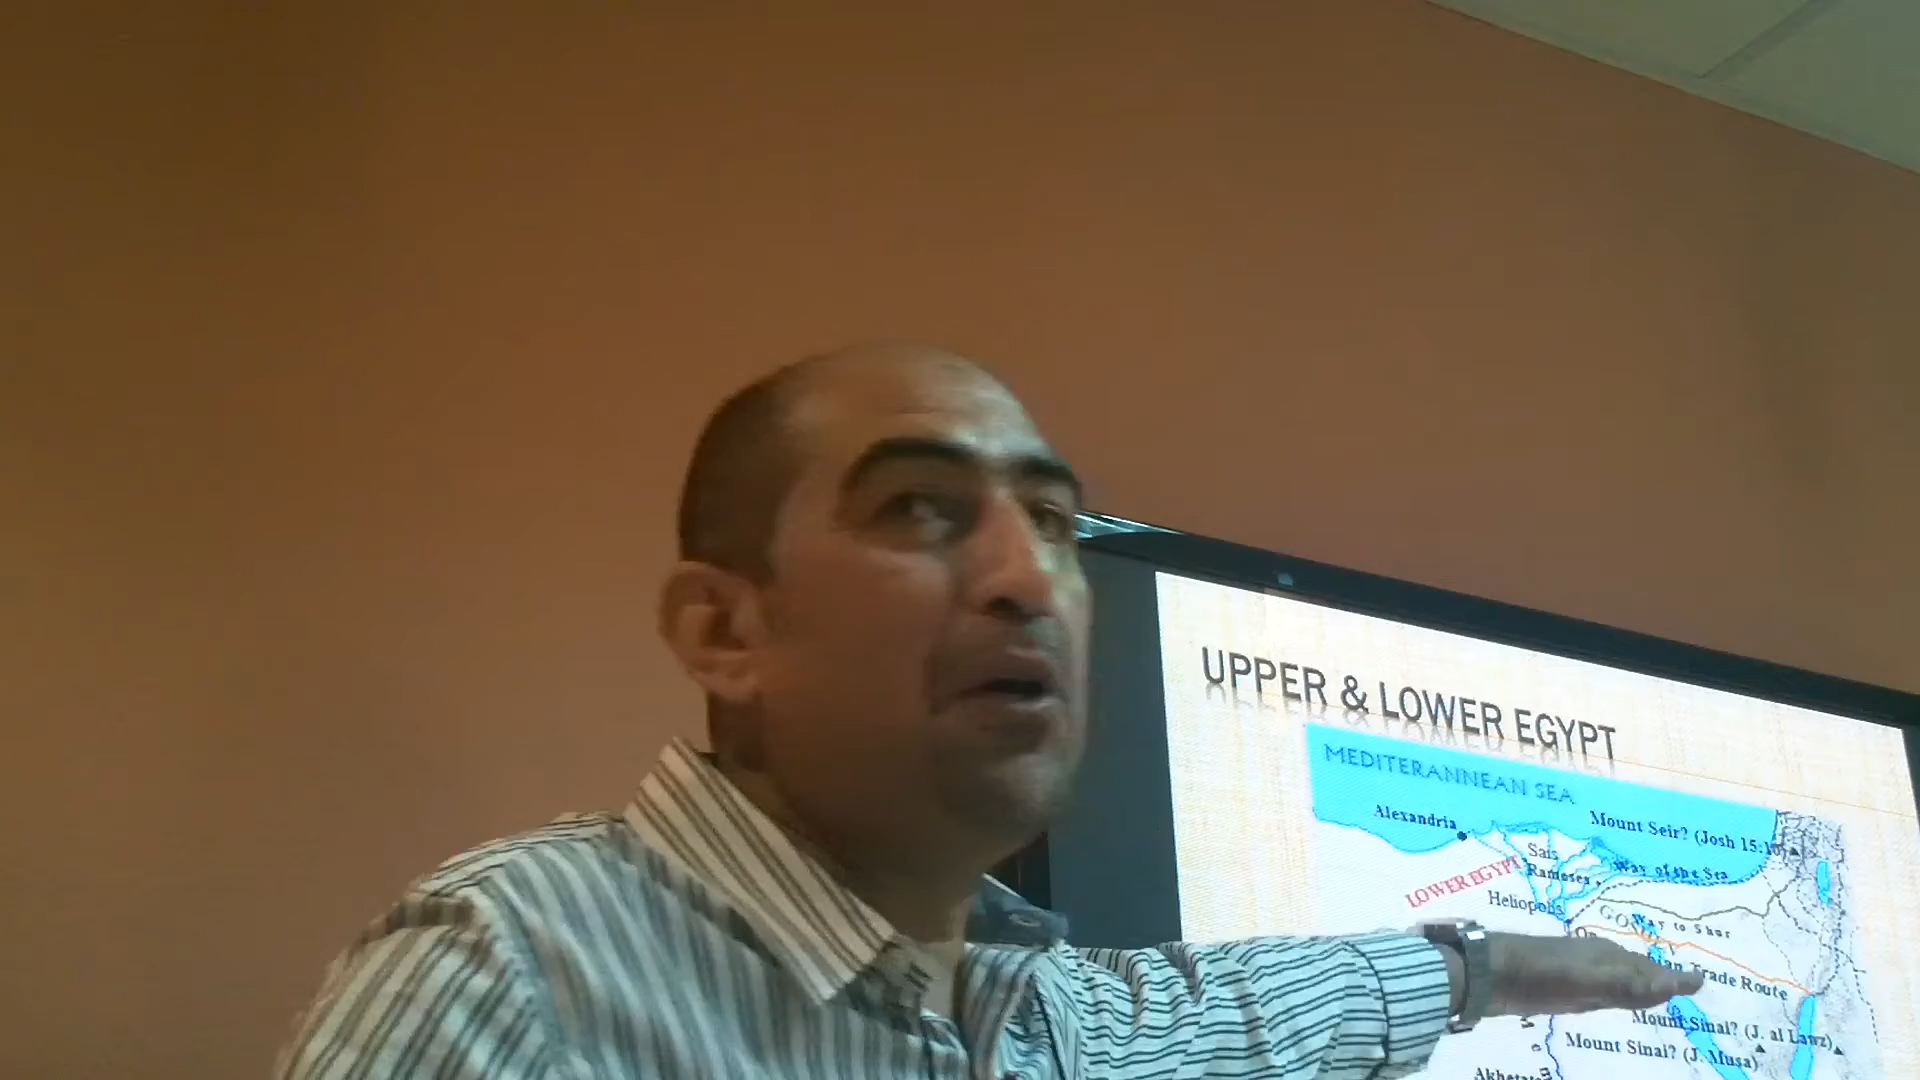 UPPER & LOWER EGYPT
MEDITERANNEAN SEA
Alexandria
Mount Seir? (Josh 15:10)
Sais
Way of the Sea
LOWER EGYPT
Rameses
Heliopolis
Way to Shur
Trade Route
Mount Sinai? (J. al Lawz)
Mount Sinai? (J. Musa)